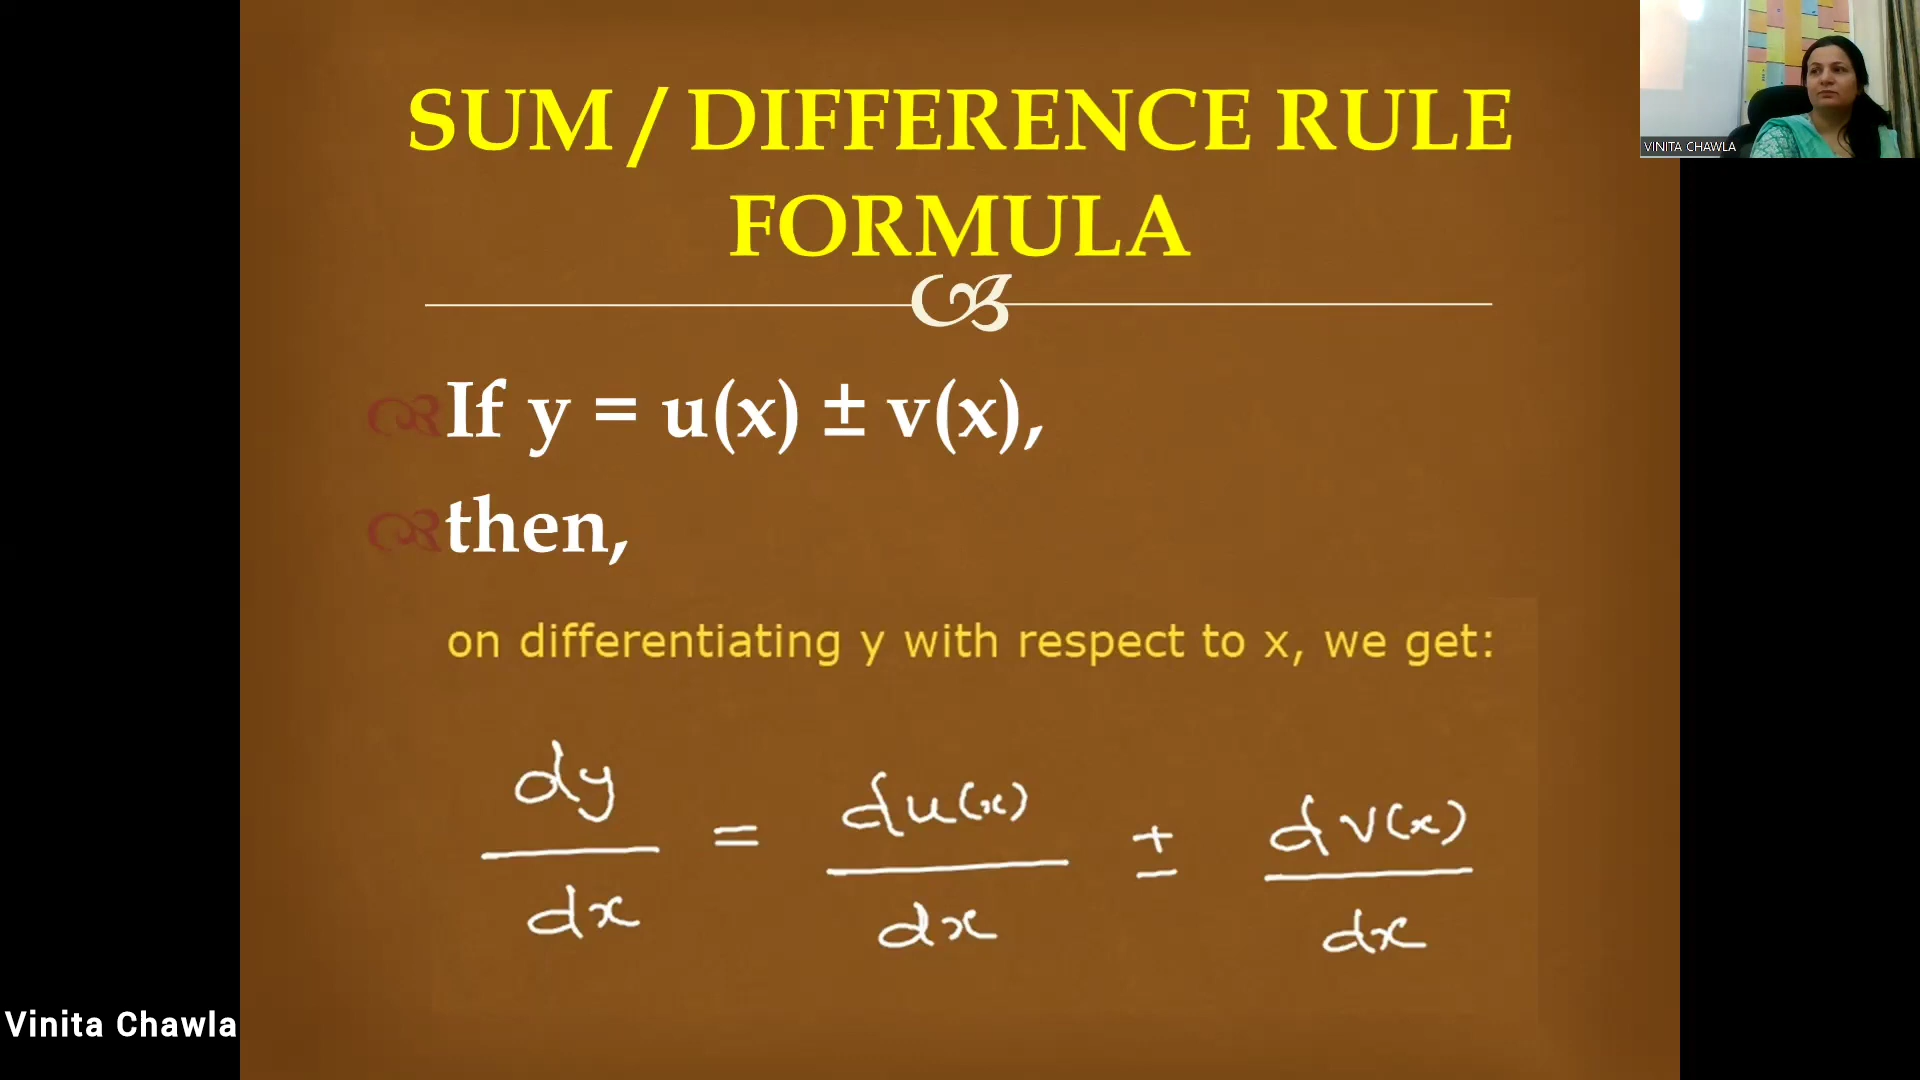 SUM / DIFFERENCE RULE
FORMULA
If y = u(x) ± v(x),
then,
on differentiating y with respect to x, we get:
dy/dx = du(x)/dx ± dv(x)/dx
VINITA CHAWLA
Vinita Chawla